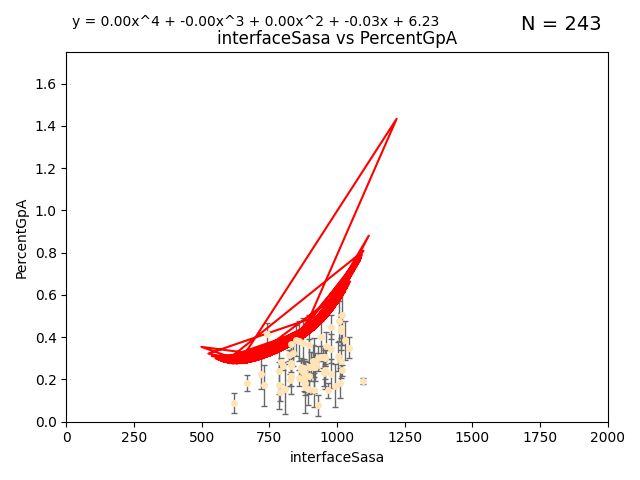 y = 0.00x^4 + -0.00x^3 + 0.00x^2 + -0.03x + 6.23
N = 243
interfaceSasa vs PercentGpA
1.6
1.4
1.2
1.0
0.8
0.6
0.4
0.2
0.0
PercentGpA
0 250 500 750 1000 1250 1500 1750 2000
interfaceSasa